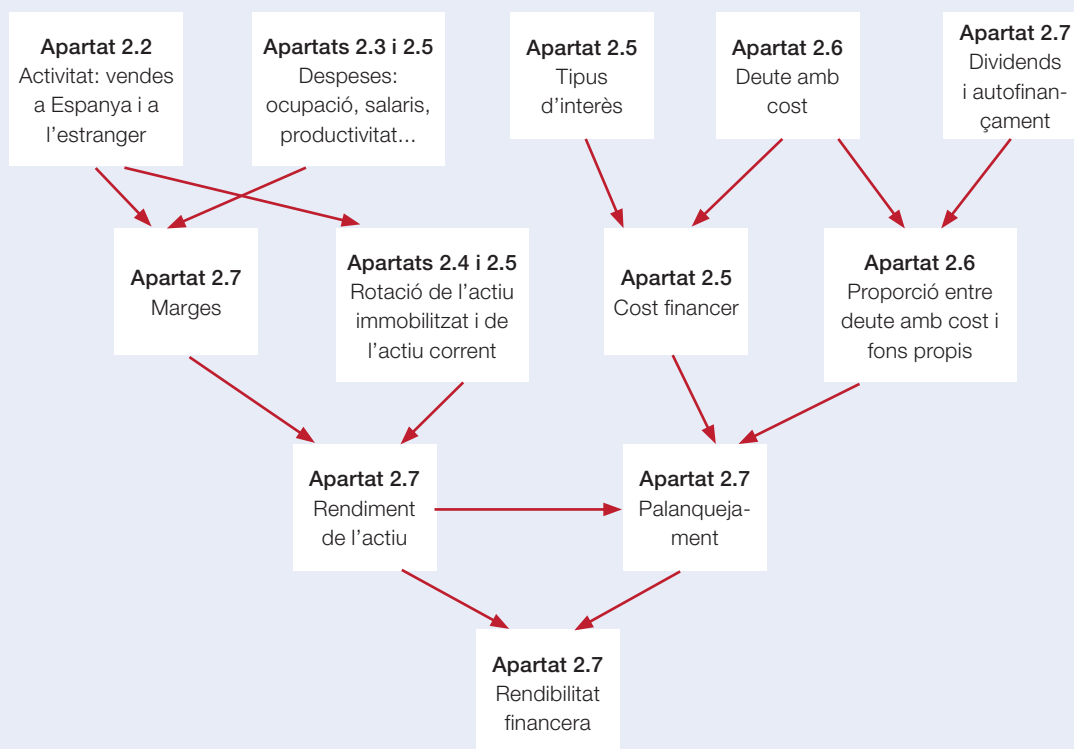 Apartat 2.2
Activitat: vendes
a Espanya i a
l’estranger
Apartats 2.3 i 2.5
Despeses:
ocupació, salaris,
productivitat...
Apartat 2.5
Tipus
d’interès
Apartat 2.6
Deute amb
cost
Apartat 2.7
Dividends
i autofinan-
çament
Apartat 2.7
Marges
Apartats 2.4 i 2.5
Rotació de l’actiu
immobilitzat i de
l’actiu corrent
Apartat 2.5
Cost financer
Apartat 2.6
Proporció entre
deute amb cost i
fons propis
Apartat 2.7
Rendiment
de l’actiu
Apartat 2.7
Palanqueja-
ment
Apartat 2.7
Rendibilitat
financera